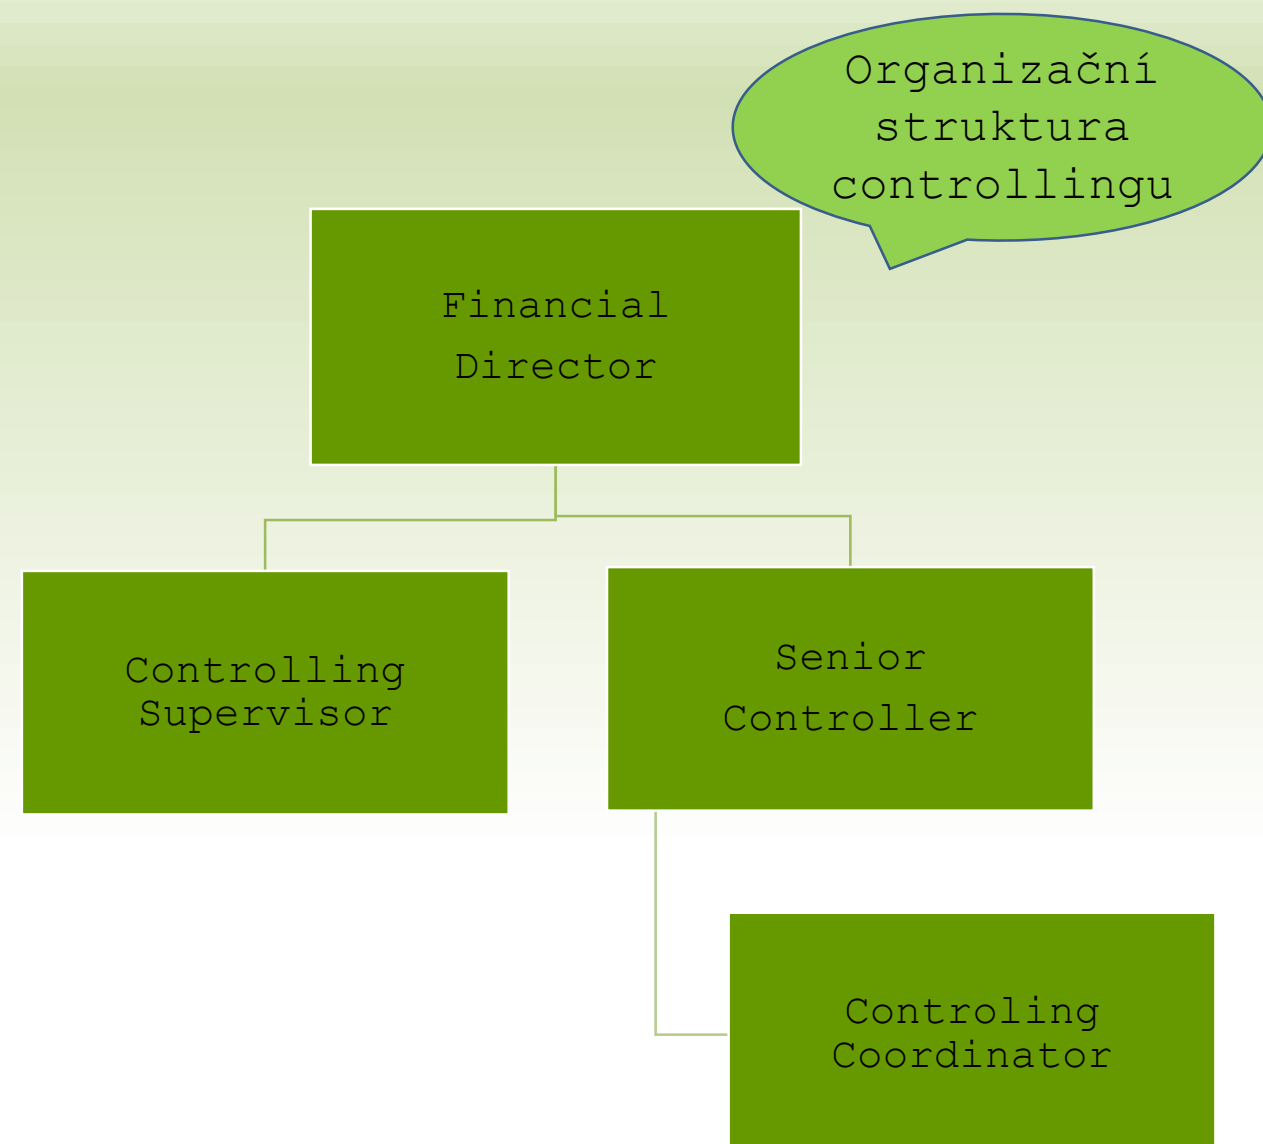 Organizační
struktura
controllingu
Financial
Director
Controlling
Supervisor
Senior
Controller
Controling
Coordinator